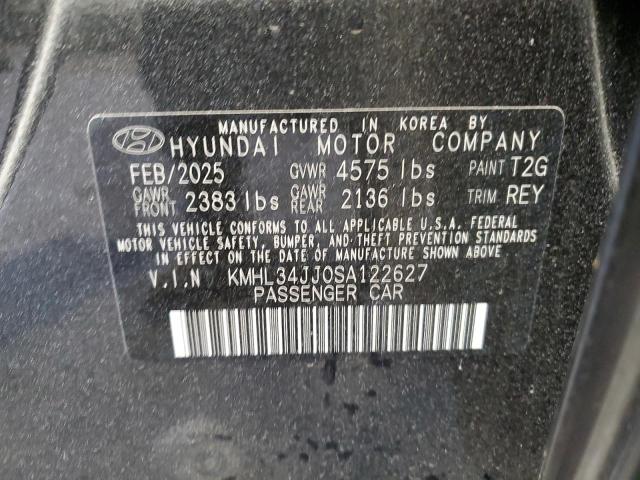 MANUFACTURED IN KOREA BY
HYUNDAI MOTOR COMPANY
FEB/2025 GVWR 4575 lbs PAINT T2G
GAWR FRONT 2383 lbs GAWR REAR 2136 lbs TRIM REY
THIS VEHICLE CONFORMS TO ALL APPLICABLE U.S.A. FEDERAL
MOTOR VEHICLE SAFETY, BUMPER, AND THEFT PREVENTION STANDARDS
IN EFFECT ON THE DATE OF MANUFACTURE SHOWN ABOVE
V.I.N KMHL34JJ0SA122627
PASSENGER CAR